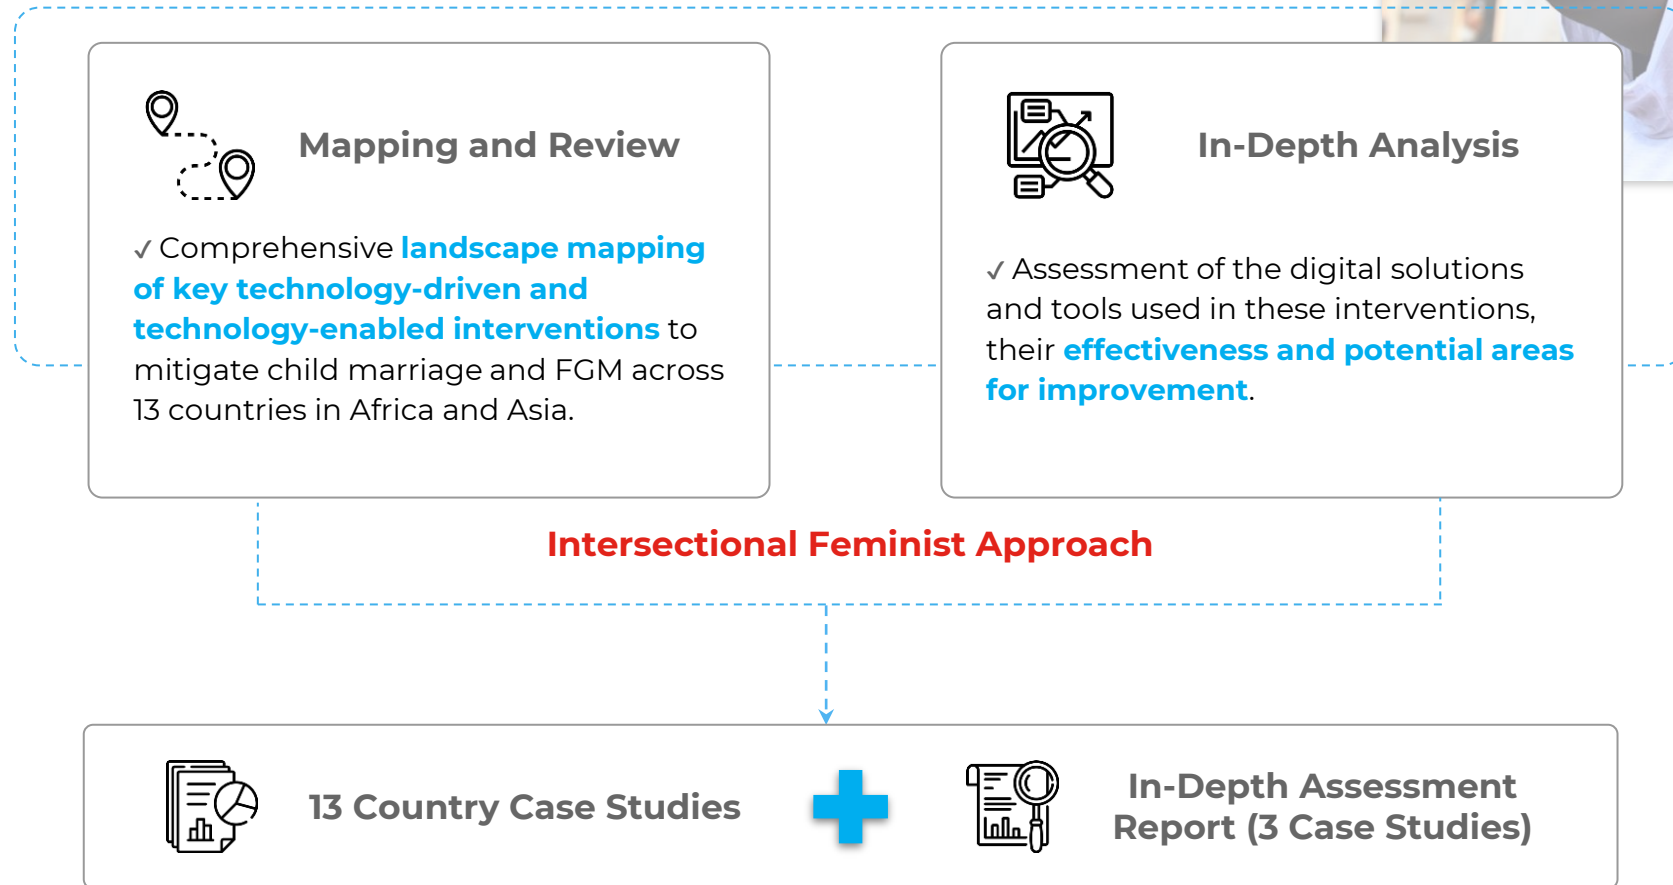 Mapping and Review
✓ Comprehensive landscape mapping
of key technology-driven and
technology-enabled interventions to
mitigate child marriage and FGM across
13 countries in Africa and Asia.
In-Depth Analysis
✓ Assessment of the digital solutions
and tools used in these interventions,
their effectiveness and potential areas
for improvement.
Intersectional Feminist Approach
13 Country Case Studies
In-Depth Assessment
Report (3 Case Studies)